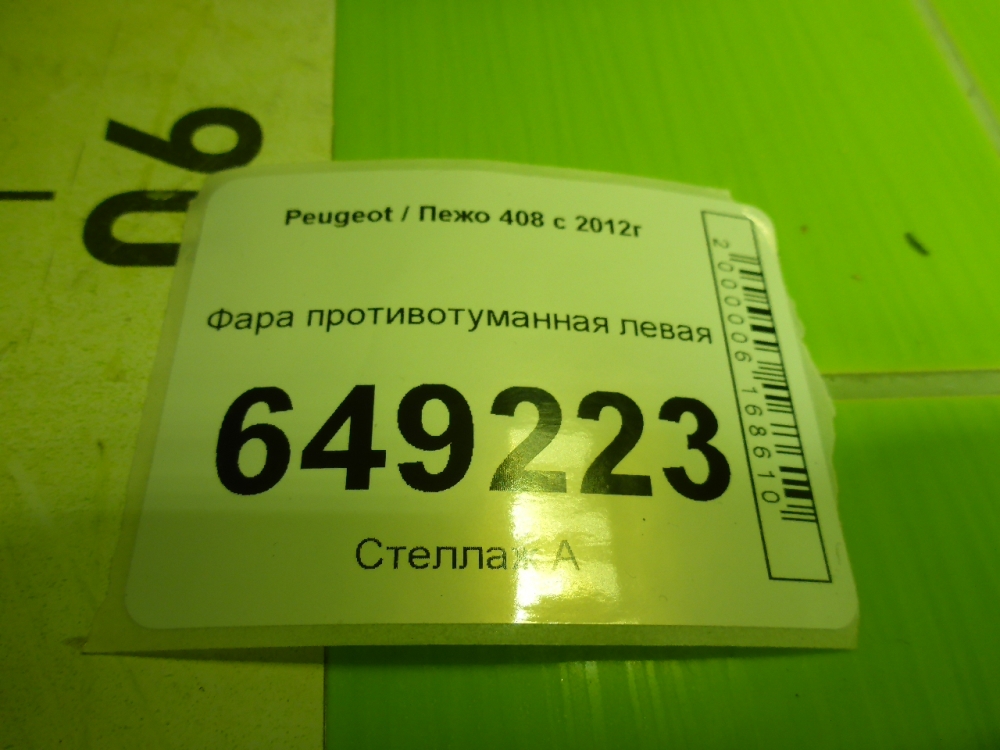 Peugeot / Пежо 408 с 2012г
Фара противотуманная левая
649223
Стеллаж А
2000006168610